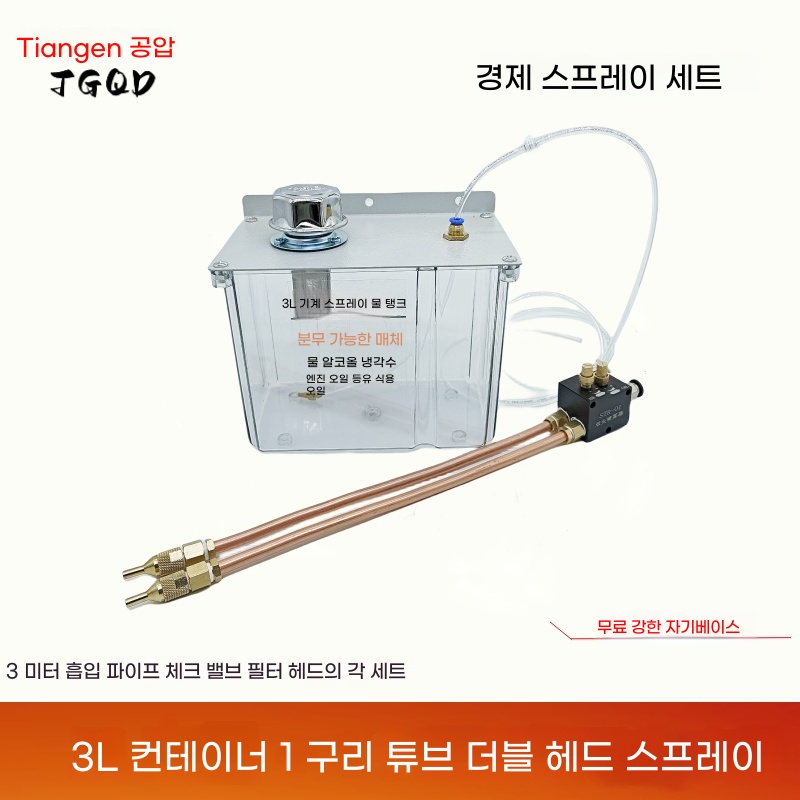 Tiangen 공압
JGQD
경제 스프레이 세트
3L 기계 스프레이 물 탱크
분무 가능한 매체
물 알코올 냉각수
엔진 오일 등유 식용
오일
STR-01
무료 강한 자기베이스
3 미터 흡입 파이프 체크 밸브 필터 헤드의 각 세트
3L 컨테이너 1 구리 튜브 더블 헤드 스프레이